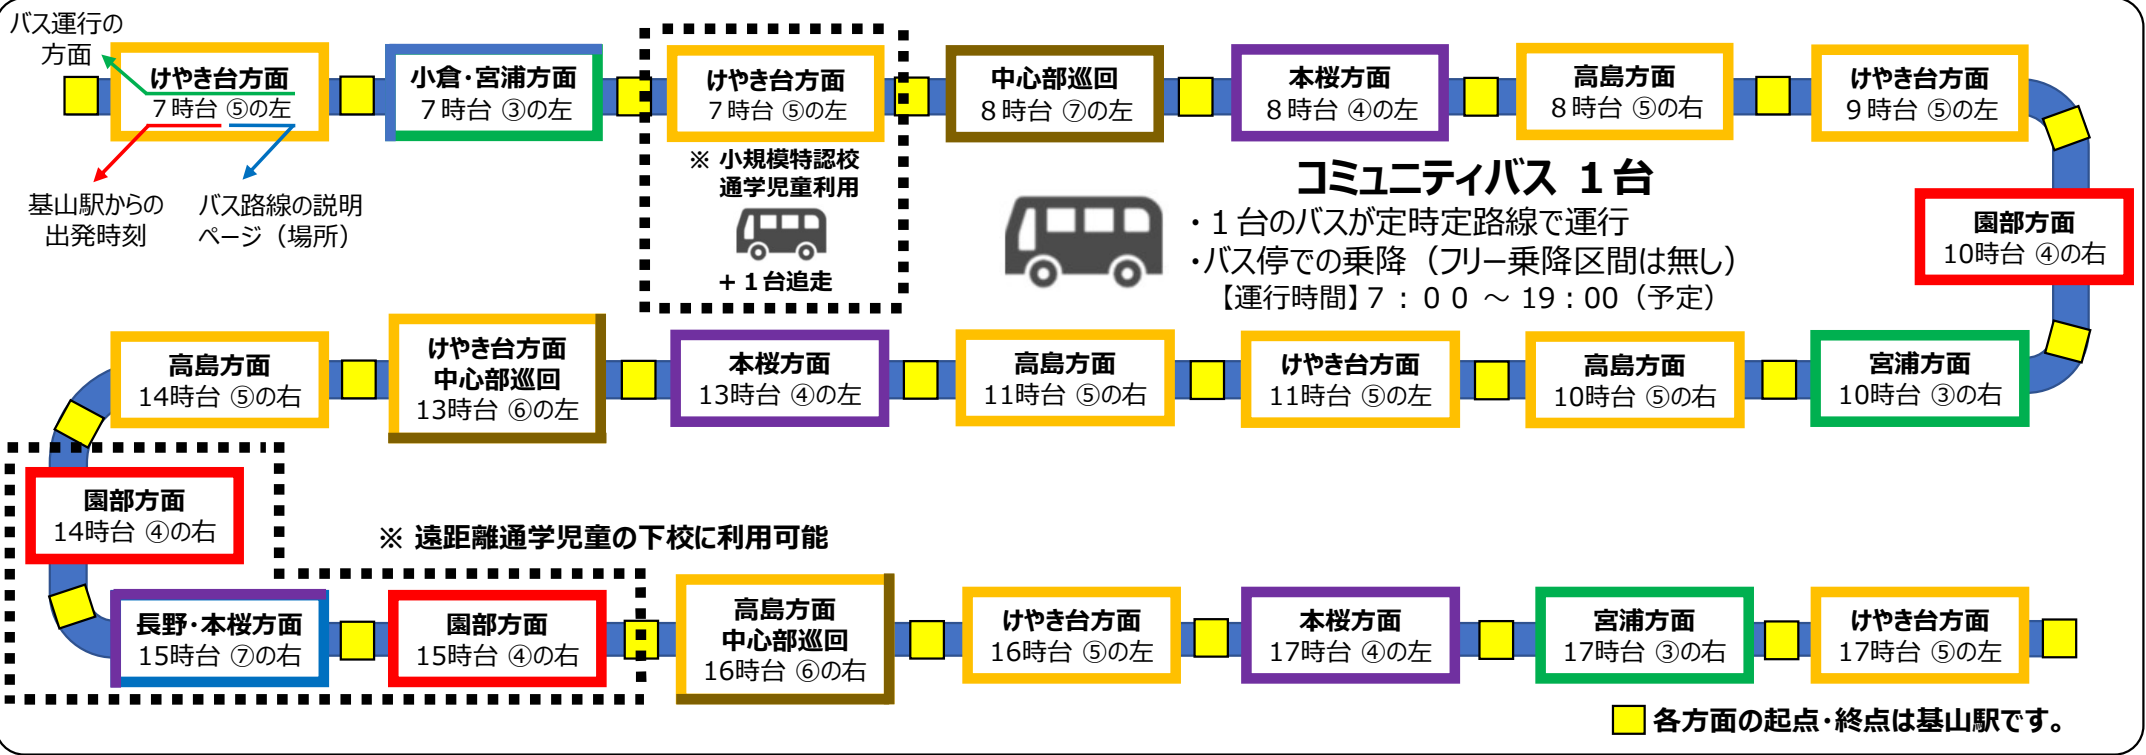 バス運行の
方面
けやき台方面
7時台 ⑤の左
基山駅からの
出発時刻
バス路線の説明
ページ（場所）
小倉・宮浦方面
7時台 ③の左
けやき台方面
7時台 ⑤の左
※ 小規模特認校
通学児童利用
＋１台追走
中心部巡回
8時台 ⑦の左
本桜方面
8時台 ④の左
高島方面
8時台 ⑤の右
けやき台方面
9時台 ⑤の左
コミュニティバス １台
・１台のバスが定時定路線で運行
・バス停での乗降（フリー乗降区間は無し）
【運行時間】７：００ ～ 19：00（予定）
園部方面
10時台 ④の右
宮浦方面
10時台 ③の右
高島方面
10時台 ⑤の右
けやき台方面
11時台 ⑤の左
高島方面
11時台 ⑤の右
本桜方面
13時台 ④の左
けやき台方面
中心部巡回
13時台 ⑥の左
高島方面
14時台 ⑤の右
園部方面
14時台 ④の右
※ 遠距離通学児童の下校に利用可能
長野・本桜方面
15時台 ⑦の右
園部方面
15時台 ④の右
高島方面
中心部巡回
16時台 ⑥の右
けやき台方面
16時台 ⑤の左
本桜方面
17時台 ④の左
宮浦方面
17時台 ③の右
けやき台方面
17時台 ⑤の左
各方面の起点・終点は基山駅です。